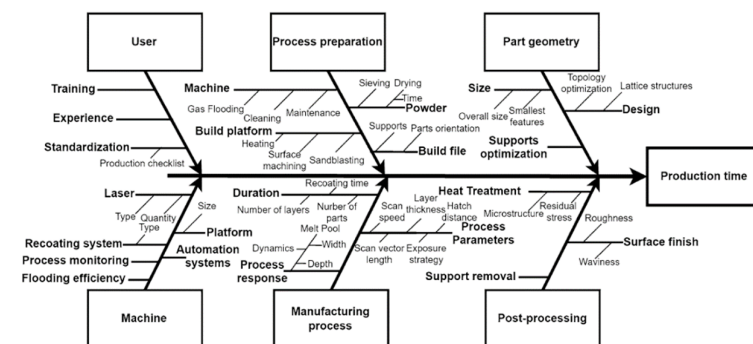 User
Process preparation
Part geometry
Training
Experience
Standardization
Production checklist
Machine
Gas Flooding
Cleaning
Maintenance
Build platform
Heating
Surface
machining
Sandblasting
Sieving
Drying
Time
Powder
Supports
Parts orientation
Build file
Size
Overall size
Smallest
features
Supports
optimization
Topology
optimization
Lattice structures
Design
Production time
Laser
Type
Quantity
Type
Size
Platform
Recoating system
Automation
systems
Process monitoring
Flooding efficiency
Duration
Recoating time
Number of layers
Nurber of
parts
Melt Pool
Dynamics
Width
Depth
Process
response
Scan
speed
Layer
thickness
Hatch
distance
Process
Parameters
Scan vector
length
Exposure
strategy
Heat Treatment
Microstructure
Residual
stress
Roughness
Surface finish
Waviness
Support removal
Machine
Manufacturing
process
Post-processing